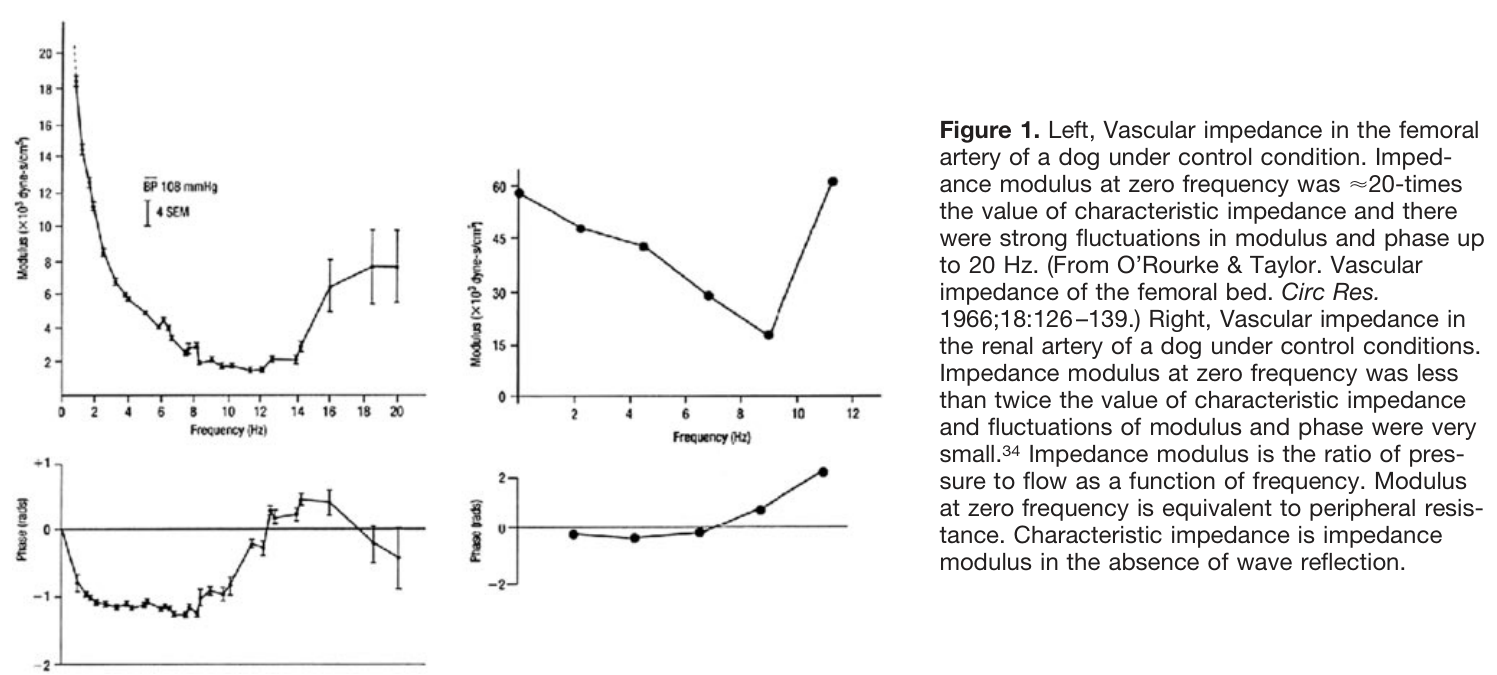 20
18
16
14
12
10
8
6
4
2
Modulus (×10³ dyne-s/cm⁵)
BP 108 mmHg
4 SEM
0 2 4 6 8 10 12 14 16 18 20
Frequency (Hz)
+1
0
−1
−2
Phase (rads)
60
45
30
15
0
Modulus (×10³ dyne-s/cm⁵)
2 4 6 8 10 12
Frequency (Hz)
2
0
−2
Phase (rads)
Figure 1. Left, Vascular impedance in the femoral
artery of a dog under control condition. Imped-
ance modulus at zero frequency was ≈20-times
the value of characteristic impedance and there
were strong fluctuations in modulus and phase up
to 20 Hz. (From O’Rourke & Taylor. Vascular
impedance of the femoral bed. Circ Res.
1966;18:126–139.) Right, Vascular impedance in
the renal artery of a dog under control conditions.
Impedance modulus at zero frequency was less
than twice the value of characteristic impedance
and fluctuations of modulus and phase were very
small.³⁴ Impedance modulus is the ratio of pres-
sure to flow as a function of frequency. Modulus
at zero frequency is equivalent to peripheral resis-
tance. Characteristic impedance is impedance
modulus in the absence of wave reflection.